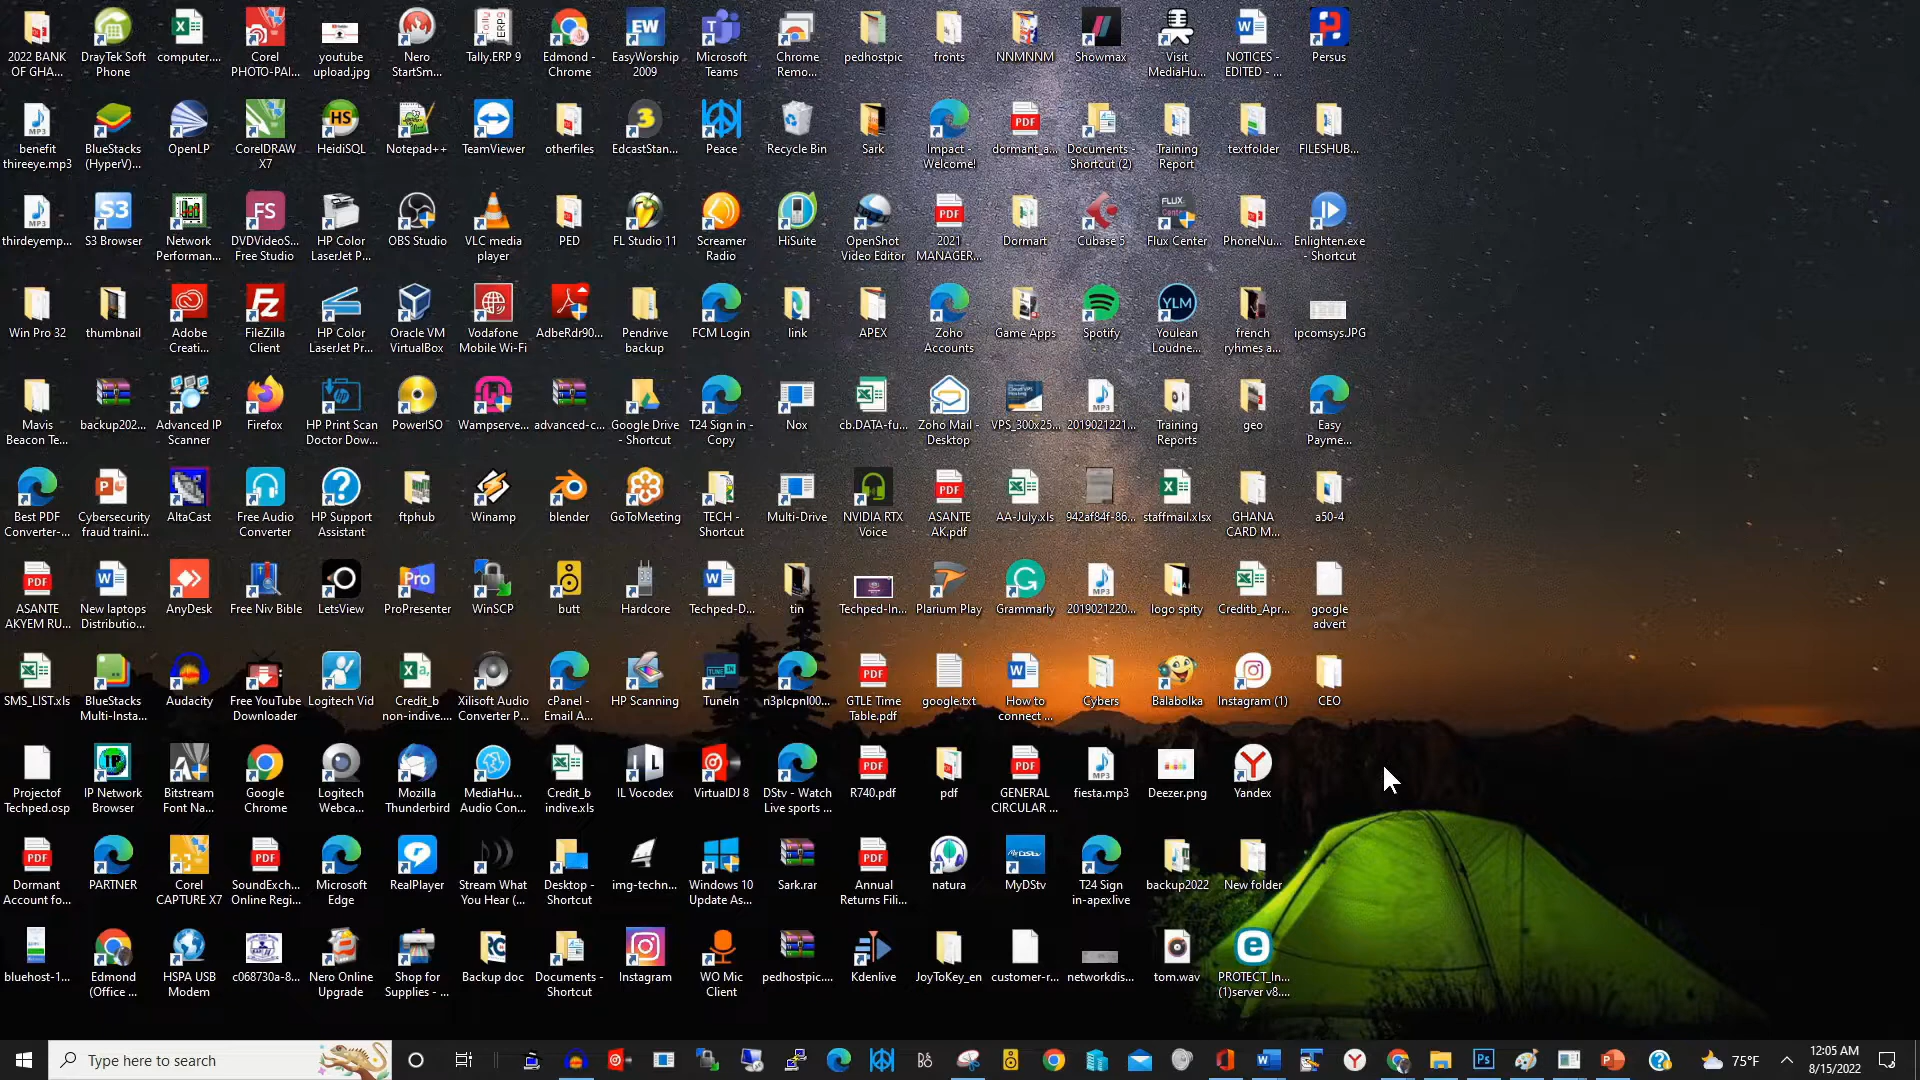 2022 BANK
OF GHA...
DrayTek Soft
Phone
computer....
Corel
PHOTO-PAI...
youtube
upload.jpg
Nero
StartSm...
Tally.ERP 9
Edmond -
Chrome
EasyWorship
2009
Microsoft
Teams
Chrome
Remo...
pedhostpic
fronts
NNMNNM
Showmax
Visit
MediaHu...
NOTICES -
EDITED - ...
Persus
benefit
thireeye.mp3
BlueStacks
(HyperV)...
OpenLP
CorelDRAW
X7
HeidiSQL
Notepad++
TeamViewer
otherfiles
EdcastStan...
Peace
Recycle Bin
Sark
Impact -
Welcome!
dormant_a...
Documents -
Shortcut (2)
Training
Report
textfolder
FILESHUB...
thirdeyemp...
S3 Browser
Network
Performan...
DVDVideoS...
Free Studio
HP Color
LaserJet P...
OBS Studio
VLC media
player
PED
FL Studio 11
Screamer
Radio
HiSuite
OpenShot
Video Editor
2021
MANAGER...
Dormart
Cubase 5
Flux Center
PhoneNu...
Enlighten.exe
- Shortcut
Win Pro 32
thumbnail
Adobe
Creati...
FileZilla
Client
HP Color
LaserJet Pr...
Oracle VM
VirtualBox
Vodafone
Mobile Wi-Fi
AdbeRdr90...
Pendrive
backup
FCM Login
link
APEX
Zoho
Accounts
Game Apps
Spotify
Youlean
Loudne...
french
ryhmes a...
ipcomsys.JPG
Mavis
Beacon Te...
backup202...
Advanced IP
Scanner
Firefox
HP Print Scan
Doctor Dow...
PowerISO
Wampserve...
advanced-c...
Google Drive
- Shortcut
T24 Sign in -
Copy
Nox
cb.DATA-fu...
Zoho Mail -
Desktop
VPS_300x25...
2019021221...
Training
Reports
geo
Easy
Payme...
Best PDF
Converter-...
Cybersecurity
fraud traini...
AltaCast
Free Audio
Converter
HP Support
Assistant
ftphub
Winamp
blender
GoToMeeting
TECH -
Shortcut
Multi-Drive
NVIDIA RTX
Voice
ASANTE
AK.pdf
AA-July.xls
942af84f-86...
staffmail.xlsx
GHANA
CARD M...
a50-4
ASANTE
AKYEM RU...
New laptops
Distributio...
AnyDesk
Free Niv Bible
LetsView
ProPresenter
WinSCP
butt
Hardcore
Techped-D...
tin
Techped-In...
Plarium Play
Grammarly
2019021220...
logo spity
Creditb_Apr...
google
advert
SMS_LIST.xls
BlueStacks
Multi-Insta...
Audacity
Free YouTube
Downloader
Logitech Vid
Credit_b
non-indive....
Xilisoft Audio
Converter P...
cPanel -
Email A...
HP Scanning
TuneIn
n3plcpnl00...
GTLE Time
Table.pdf
google.txt
How to
connect ...
Cybers
Balabolka
Instagram (1)
CEO
Projectof
Techped.osp
IP Network
Browser
Bitstream
Font Na...
Google
Chrome
Logitech
Webca...
Mozilla
Thunderbird
MediaHu...
Audio Con...
Credit_b
indive.xls
IL Vocodex
VirtualDJ 8
DStv - Watch
Live sports ...
R740.pdf
pdf
GENERAL
CIRCULAR ...
fiesta.mp3
Deezer.png
Yandex
Dormant
Account fo...
PARTNER
Corel
CAPTURE X7
SoundExch...
Online Regi...
Microsoft
Edge
RealPlayer
Stream What
You Hear (...
Desktop -
Shortcut
img-techn...
Windows 10
Update As...
Sark.rar
Annual
Returns Fili...
natura
MyDStv
T24 Sign
in-apexlive
backup2022
New folder
bluehost-1...
Edmond
(Office ...
HSPA USB
Modem
c068730a-8...
Nero Online
Upgrade
Shop for
Supplies - ...
Backup doc
Documents -
Shortcut
Instagram
WO Mic
Client
pedhostpic....
Kdenlive
JoyToKey_en
customer-r...
networkdis...
tom.wav
PROTECT_In...
(1)server v8....
Type here to search
75°F
12:05 AM
8/15/2022